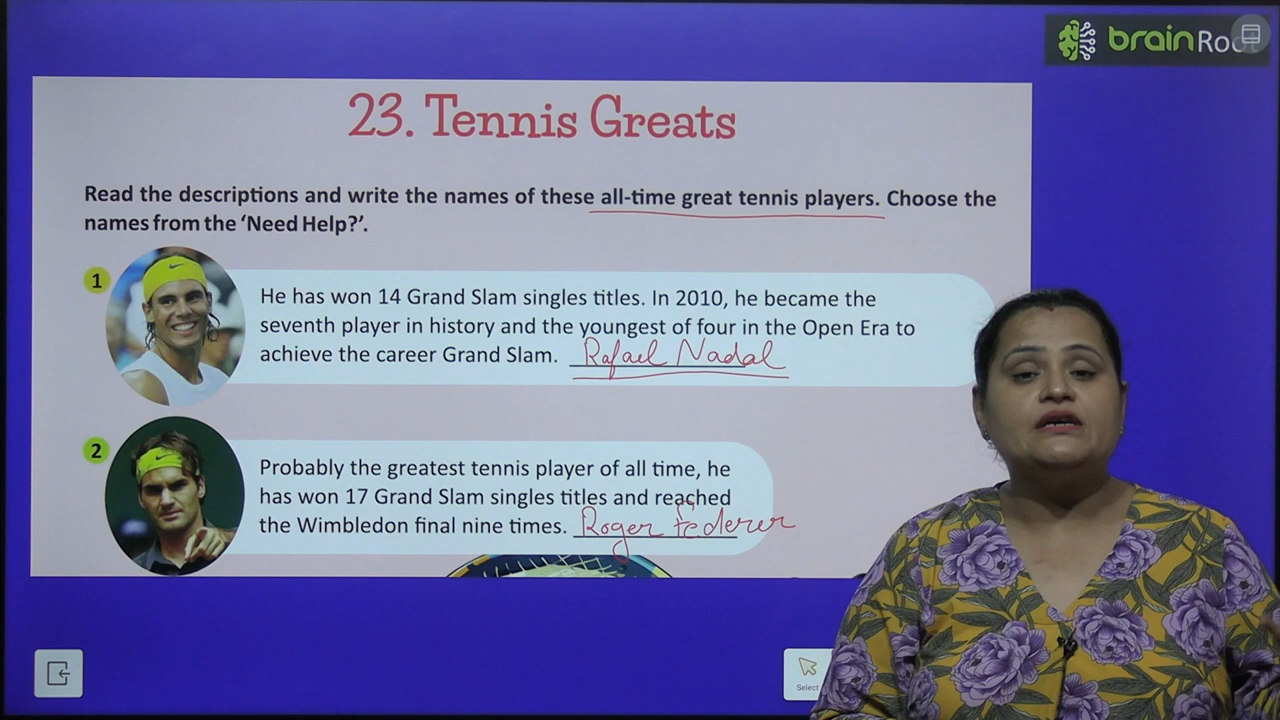 brainRoot
23. Tennis Greats
Read the descriptions and write the names of these all-time great tennis players. Choose the
names from the ‘Need Help?’.
1
He has won 14 Grand Slam singles titles. In 2010, he became the
seventh player in history and the youngest of four in the Open Era to
achieve the career Grand Slam. Rafael Nadal
2
Probably the greatest tennis player of all time, he
has won 17 Grand Slam singles titles and reached
the Wimbledon final nine times. Roger Federer
Select